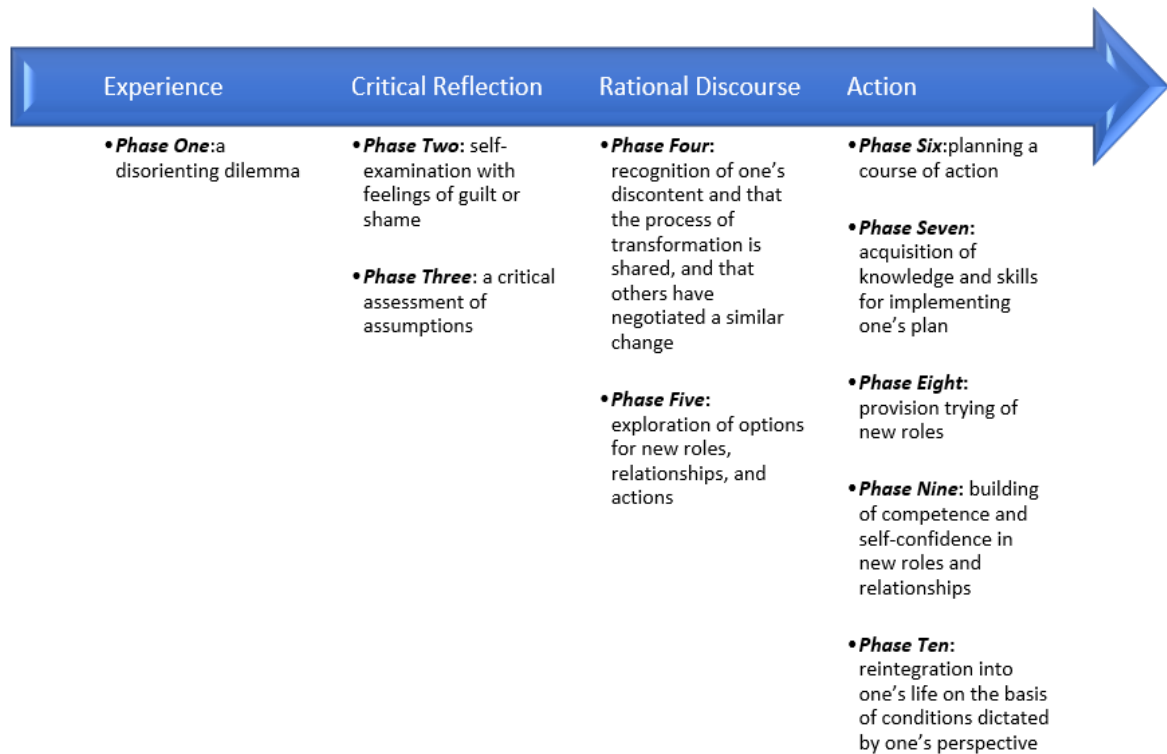 Experience
•Phase One:a
disorienting dilemma
Critical Reflection
•Phase Two: self-
examination with
feelings of guilt or
shame
•Phase Three: a critical
assessment of
assumptions
Rational Discourse
•Phase Four:
recognition of one's
discontent and that
the process of
transformation is
shared, and that
others have
negotiated a similar
change
•Phase Five:
exploration of options
for new roles,
relationships, and
actions
Action
•Phase Six:planning a
course of action
•Phase Seven:
acquisition of
knowledge and skills
for implementing
one's plan
•Phase Eight:
provision trying of
new roles
•Phase Nine: building
of competence and
self-confidence in
new roles and
relationships
•Phase Ten:
reintegration into
one's life on the basis
of conditions dictated
by one's perspective